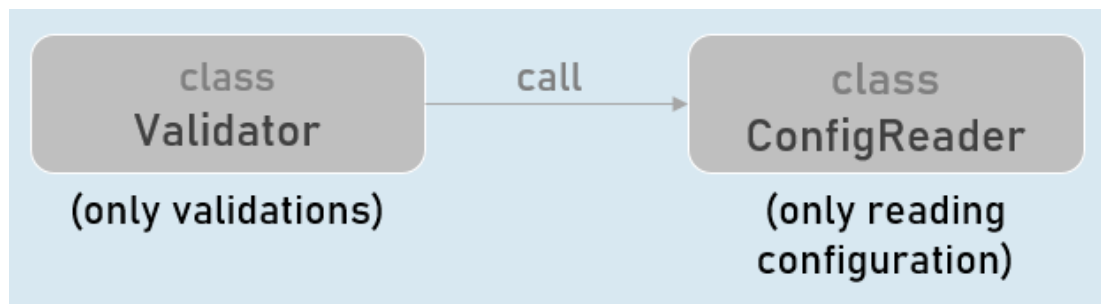 class
Validator
(only validations)
call
class
ConfigReader
(only reading
configuration)